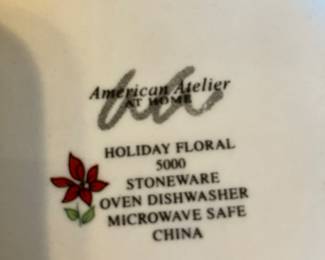 American Atelier
AT HOME
HOLIDAY FLORAL
5000
STONEWARE
OVEN DISHWASHER
MICROWAVE SAFE
CHINA